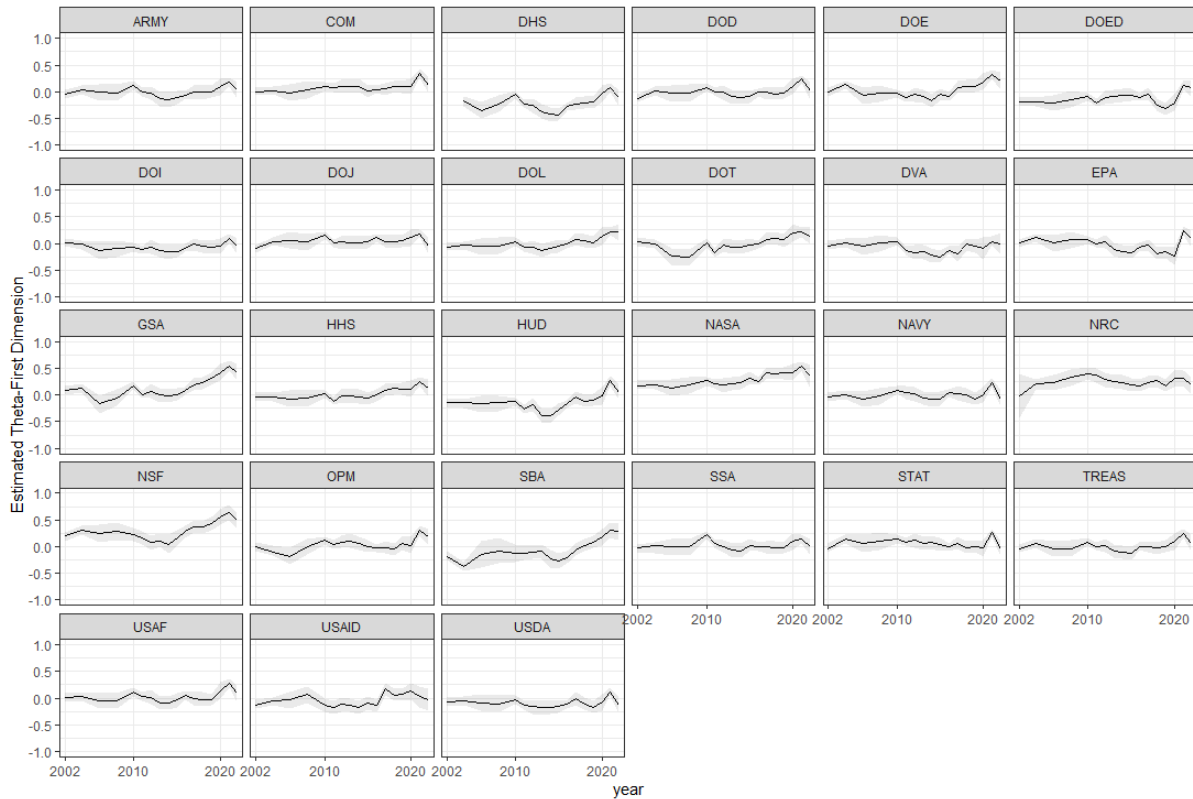 ARMY COM DHS DOD DOE DOED
1.0
0.5
0.0
-0.5
-1.0
DOI DOJ DOL DOT DVA EPA
1.0
0.5
0.0
-0.5
-1.0
GSA HHS HUD NASA NAVY NRC
1.0
0.5
0.0
-0.5
-1.0
NSF OPM SBA SSA STAT TREAS
1.0
0.5
0.0
-0.5
-1.0
2002 2010 2020 2002 2010 2020 2002 2010 2020
USAF USAID USDA
1.0
0.5
0.0
-0.5
-1.0
2002 2010 2020 2002 2010 2020 2002 2010 2020
year
Estimated Theta-First Dimension